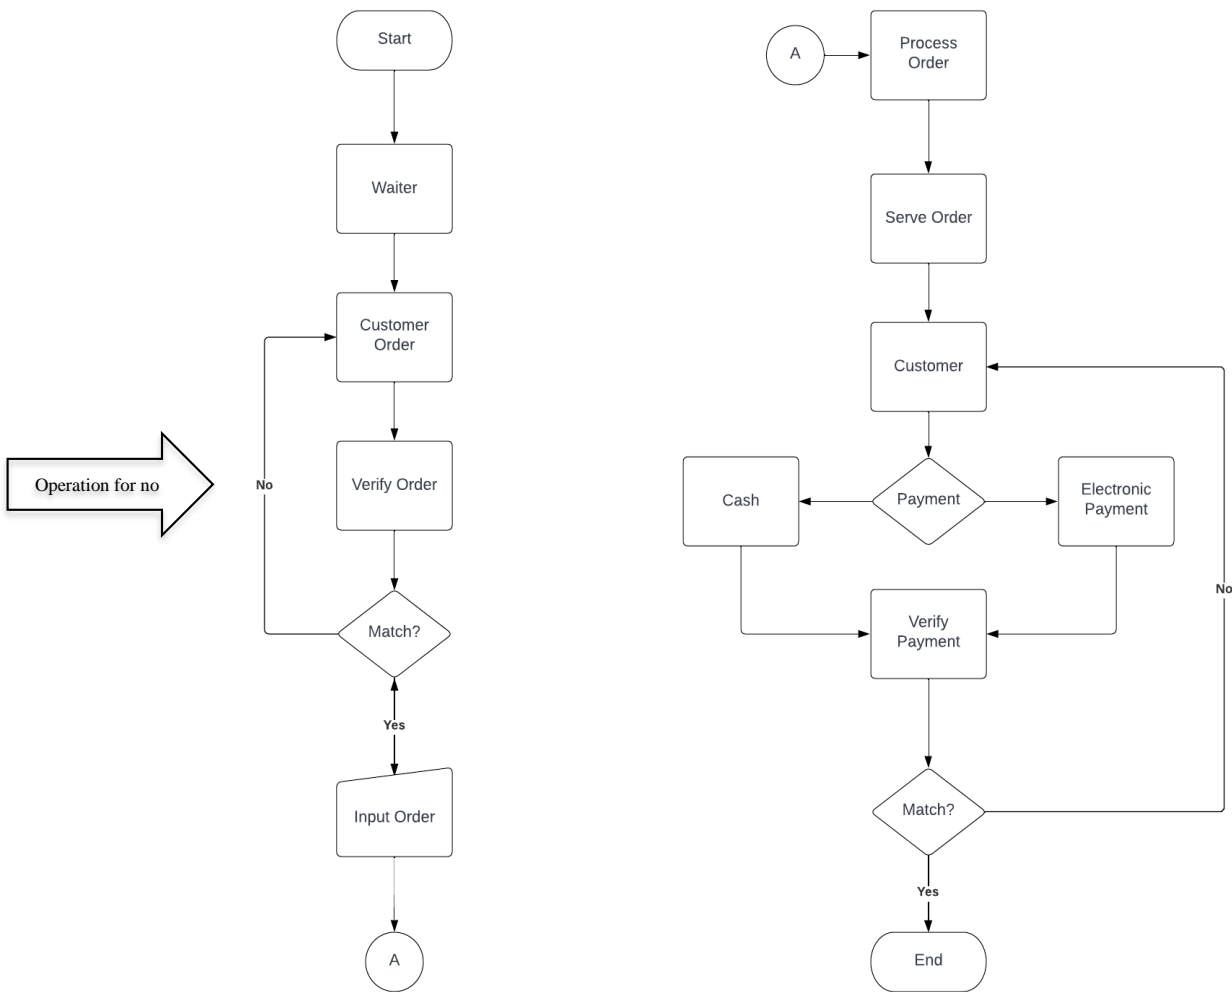 Start
Waiter
Customer
Order
Operation for no
No
Verify Order
Match?
Yes
Input Order
A
A
Process
Order
Serve Order
Customer
Cash
Payment
Electronic
Payment
Verify
Payment
No
Match?
Yes
End